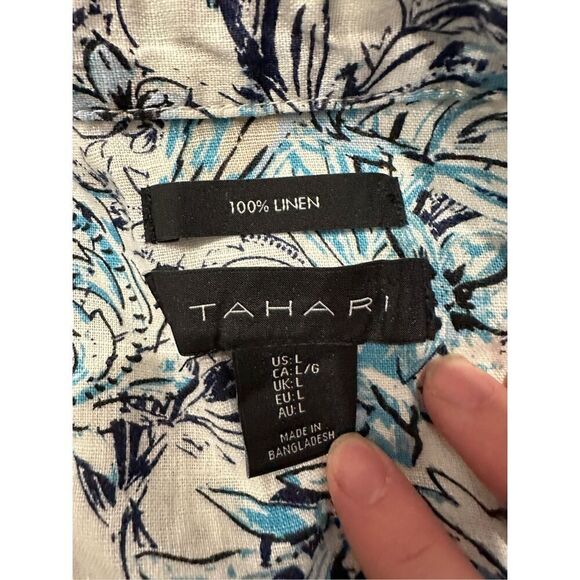 100% LINEN
TAHARI
US: L
CA: L/G
UK: L
EU: L
AU: L
MADE IN
BANGLADESH